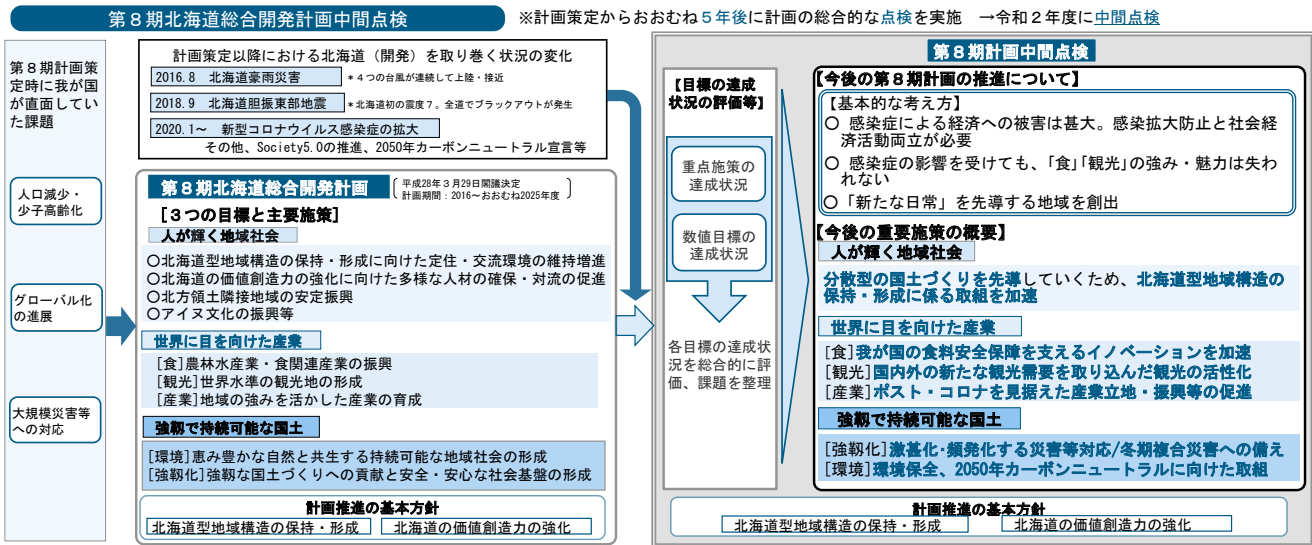 第８期北海道総合開発計画中間点検
※計画策定からおおむね５年後に計画の総合的な点検を実施　→令和２年度に中間点検
第８期計画策
定時に我が国
が直面してい
た課題
人口減少・
少子高齢化
グローバル化
の進展
大規模災害等
への対応
計画策定以降における北海道（開発）を取り巻く状況の変化
2016.8　北海道豪雨災害　＊４つの台風が連続して上陸・接近
2018.9　北海道胆振東部地震　＊北海道初の震度７。全道でブラックアウトが発生
2020.1～　新型コロナウイルス感染症の拡大
その他、Society5.0の推進、2050年カーボンニュートラル宣言等
第８期北海道総合開発計画
平成28年３月29日閣議決定
計画期間：2016～おおむね2025年度
［３つの目標と主要施策］
人が輝く地域社会
○北海道型地域構造の保持・形成に向けた定住・交流環境の維持増進
○北海道の価値創造力の強化に向けた多様な人材の確保・対流の促進
○北方領土隣接地域の安定振興
○アイヌ文化の振興等
世界に目を向けた産業
[食]農林水産業・食関連産業の振興
[観光]世界水準の観光地の形成
[産業]地域の強みを活かした産業の育成
強靱で持続可能な国土
[環境]恵み豊かな自然と共生する持続可能な地域社会の形成
[強靱化]強靱な国土づくりへの貢献と安全・安心な社会基盤の形成
計画推進の基本方針
北海道型地域構造の保持・形成　北海道の価値創造力の強化
第８期計画中間点検
【目標の達成
状況の評価等】
重点施策の
達成状況
数値目標の
達成状況
各目標の達成状
況を総合的に評
価、課題を整理
【今後の第８期計画の推進について】
【基本的な考え方】
○　感染症による経済への被害は甚大。感染拡大防止と社会経
済活動両立が必要
○　感染症の影響を受けても、「食」「観光」の強み・魅力は失わ
れない
○　「新たな日常」を先導する地域を創出
【今後の重要施策の概要】
人が輝く地域社会
分散型の国土づくりを先導していくため、北海道型地域構造の
保持・形成に係る取組を加速
世界に目を向けた産業
[食]我が国の食料安全保障を支えるイノベーションを加速
[観光]国内外の新たな観光需要を取り込んだ観光の活性化
[産業]ポスト・コロナを見据えた産業立地・振興等の促進
強靱で持続可能な国土
[強靱化]激甚化･頻発化する災害等対応/冬期複合災害への備え
[環境]環境保全、2050年カーボンニュートラルに向けた取組
計画推進の基本方針
北海道型地域構造の保持・形成　北海道の価値創造力の強化